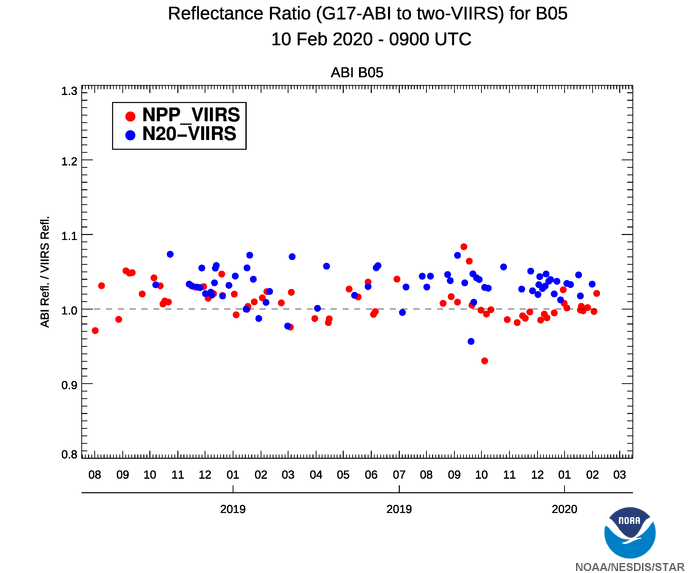 Reflectance Ratio (G17-ABI to two-VIIRS) for B05
10 Feb 2020 - 0900 UTC
ABI B05
NPP_VIIRS
N20-VIIRS
ABI Refl. / VIIRS Refl.
1.3
1.2
1.1
1.0
0.9
0.8
08 09 10 11 12 01 02 03 04 05 06 07 08 09 10 11 12 01 02 03
2019 2019 2020
NOAA
NOAA/NESDIS/STAR